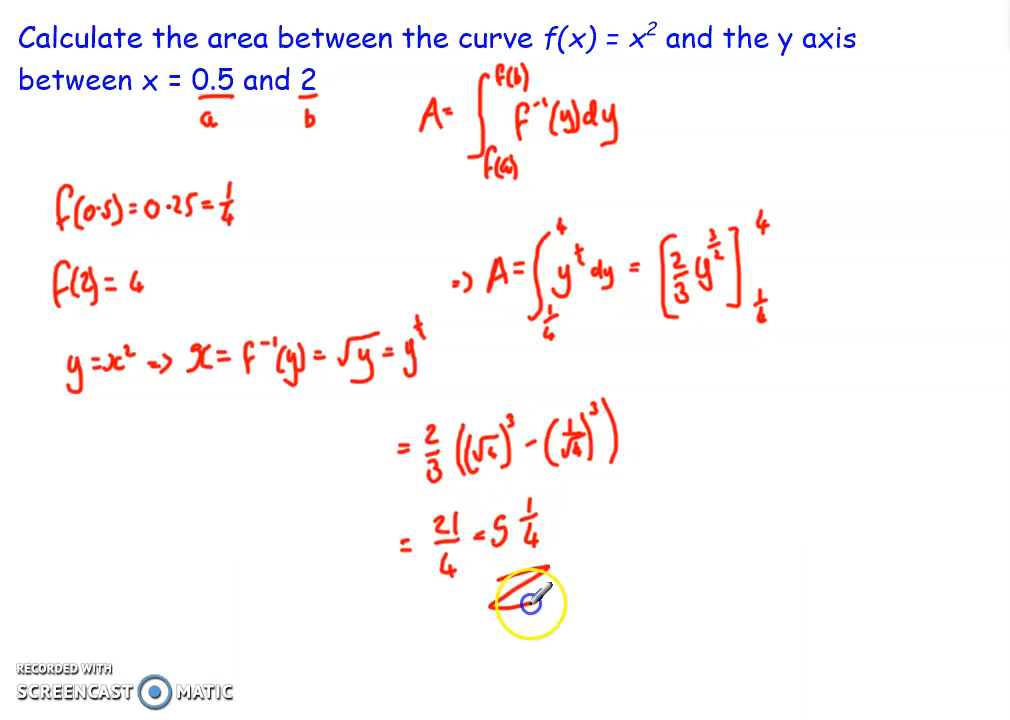 Calculate the area between the curve f(x) = x² and the y axis
between x = 0.5 and 2
a b
A = ∫_{f(a)}^{f(b)} f⁻¹(y)dy
f(0.5) = 0.25 = 1/4
f(2) = 4
⇒ A = ∫_{1/4}^{4} y^{1/2} dy = [2/3 y^{3/2}]_{1/4}^{4}
y = x² ⇒ x = f⁻¹(y) = √y = y^{1/2}
= 2/3 ((√4)³ - (1/√4)³)
= 21/4 = 5 1/4
RECORDED WITH
SCREENCAST MATIC